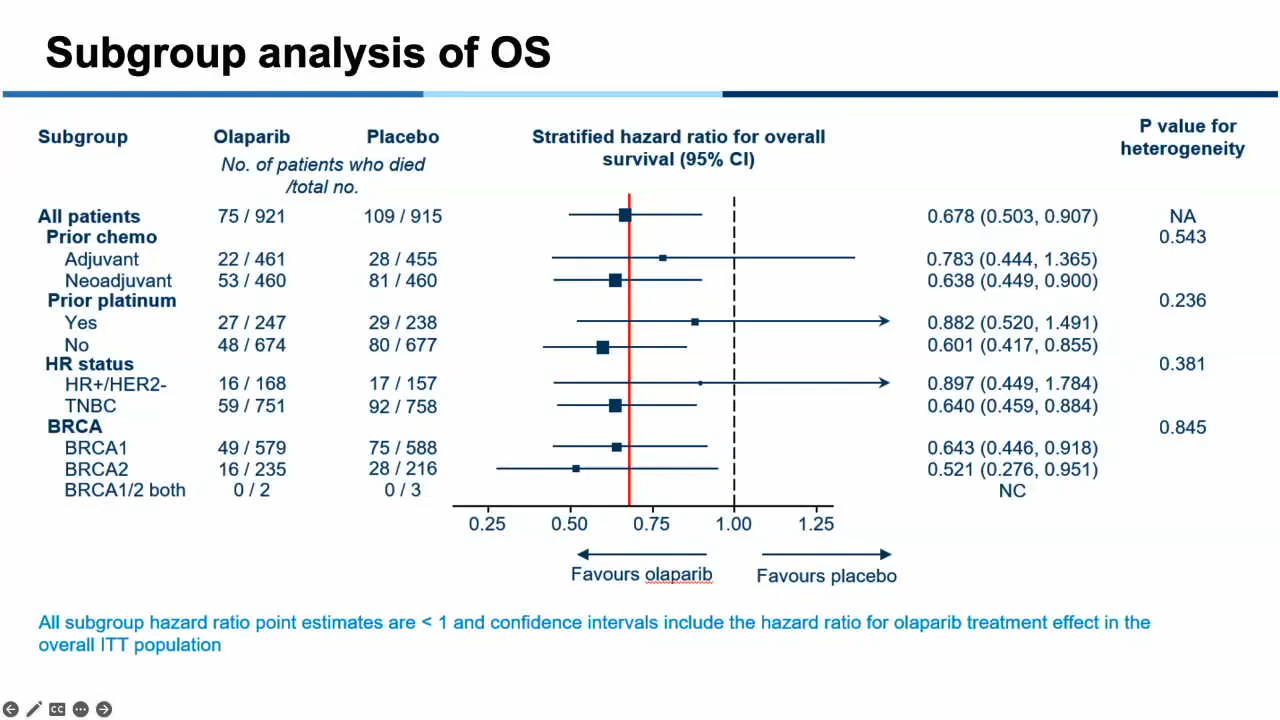 Subgroup analysis of OS
Subgroup Olaparib Placebo Stratified hazard ratio for overall survival (95% CI) P value for heterogeneity
No. of patients who died
/total no.
All patients 75 / 921 109 / 915 0.678 (0.503, 0.907) NA
Prior chemo 0.543
Adjuvant 22 / 461 28 / 455 0.783 (0.444, 1.365)
Neoadjuvant 53 / 460 81 / 460 0.638 (0.449, 0.900)
Prior platinum 0.236
Yes 27 / 247 29 / 238 0.882 (0.520, 1.491)
No 48 / 674 80 / 677 0.601 (0.417, 0.855)
HR status 0.381
HR+/HER2- 16 / 168 17 / 157 0.897 (0.449, 1.784)
TNBC 59 / 751 92 / 758 0.640 (0.459, 0.884)
BRCA 0.845
BRCA1 49 / 579 75 / 588 0.643 (0.446, 0.918)
BRCA2 16 / 235 28 / 216 0.521 (0.276, 0.951)
BRCA1/2 both 0 / 2 0 / 3 NC
0.25 0.50 0.75 1.00 1.25
Favours olaparib Favours placebo
All subgroup hazard ratio point estimates are < 1 and confidence intervals include the hazard ratio for olaparib treatment effect in the
overall ITT population
CC